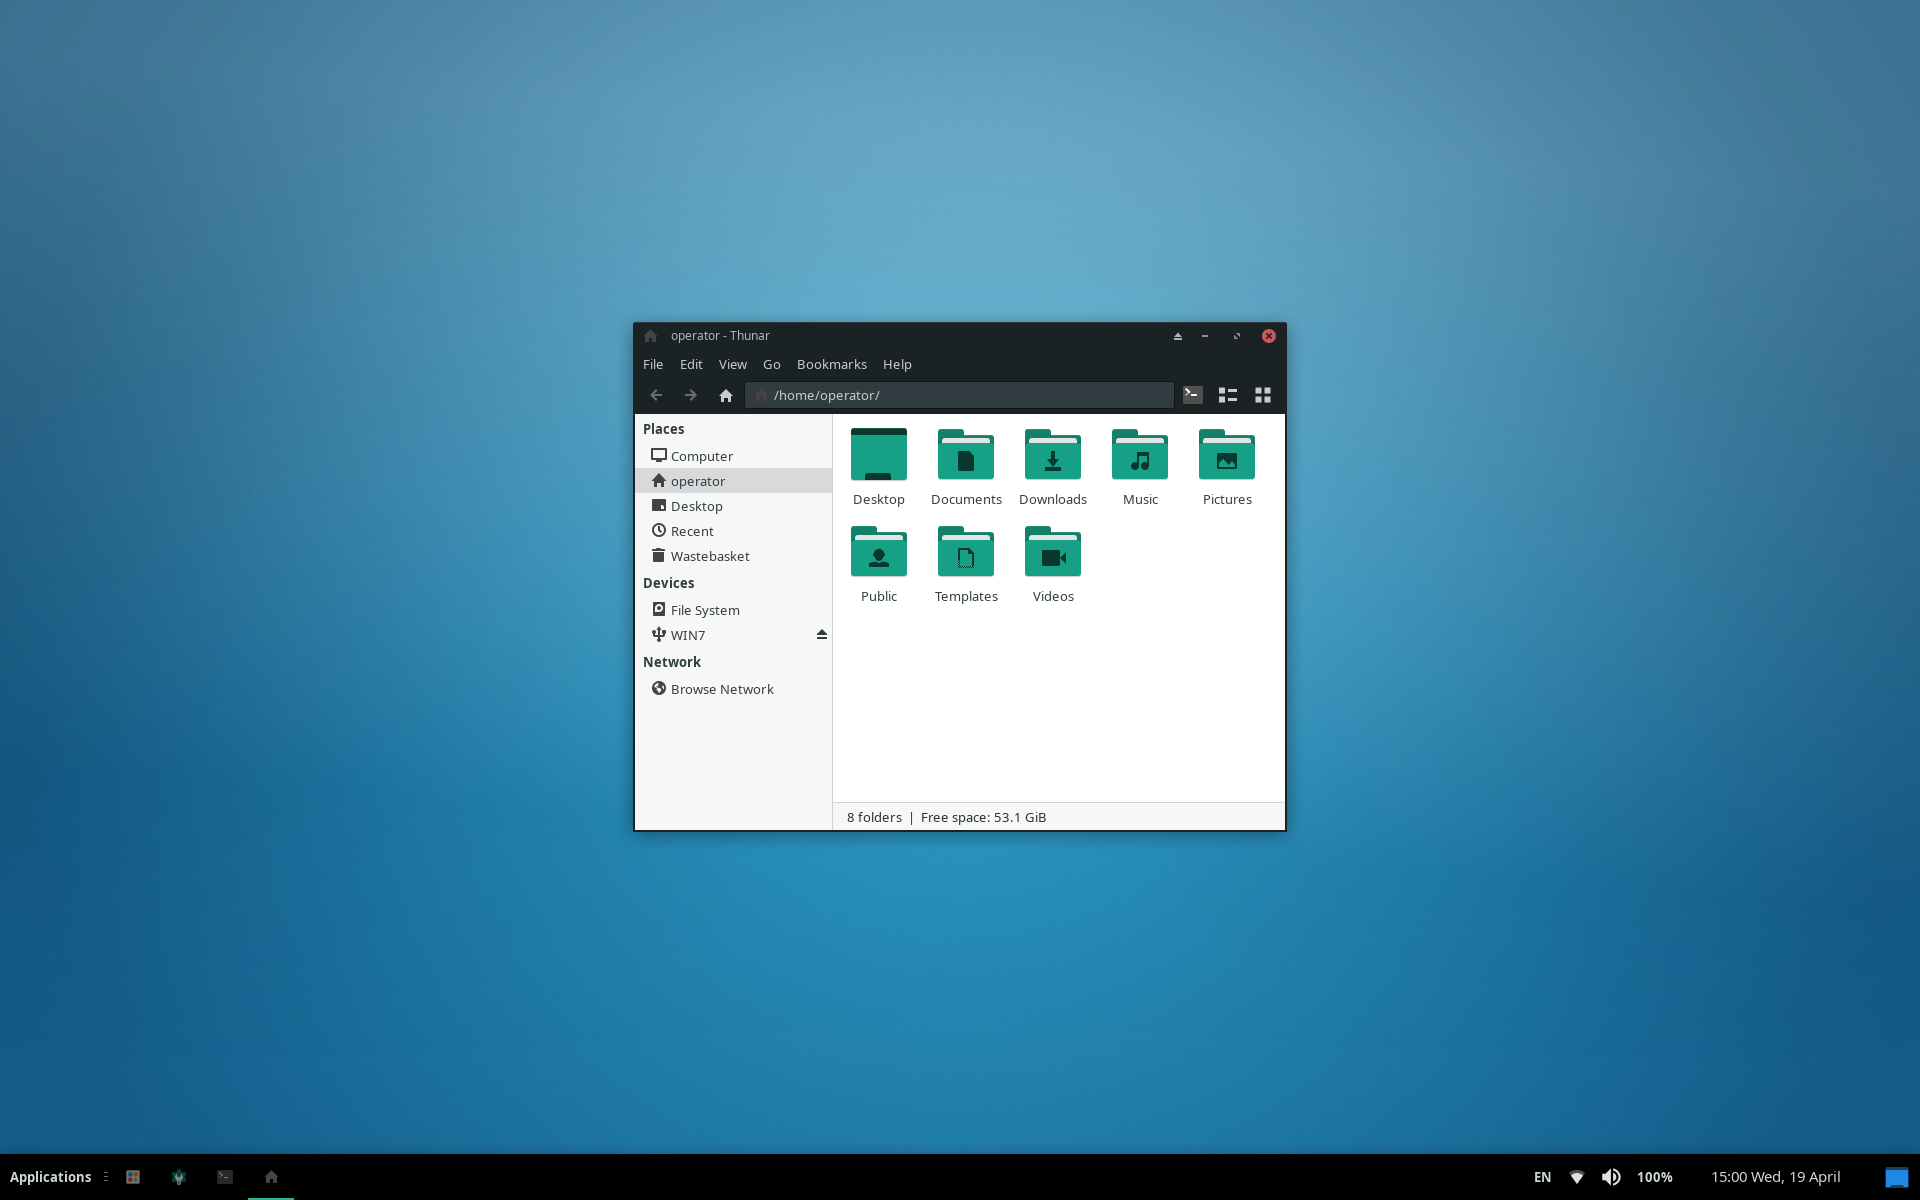 operator - Thunar
File Edit View Go Bookmarks Help
/home/operator/
Places
Computer
operator
Desktop
Recent
Wastebasket
Devices
File System
WIN7
Network
Browse Network
Desktop Documents Downloads Music Pictures
Public Templates Videos
8 folders | Free space: 53.1 GiB
Applications EN 100% 15:00 Wed, 19 April